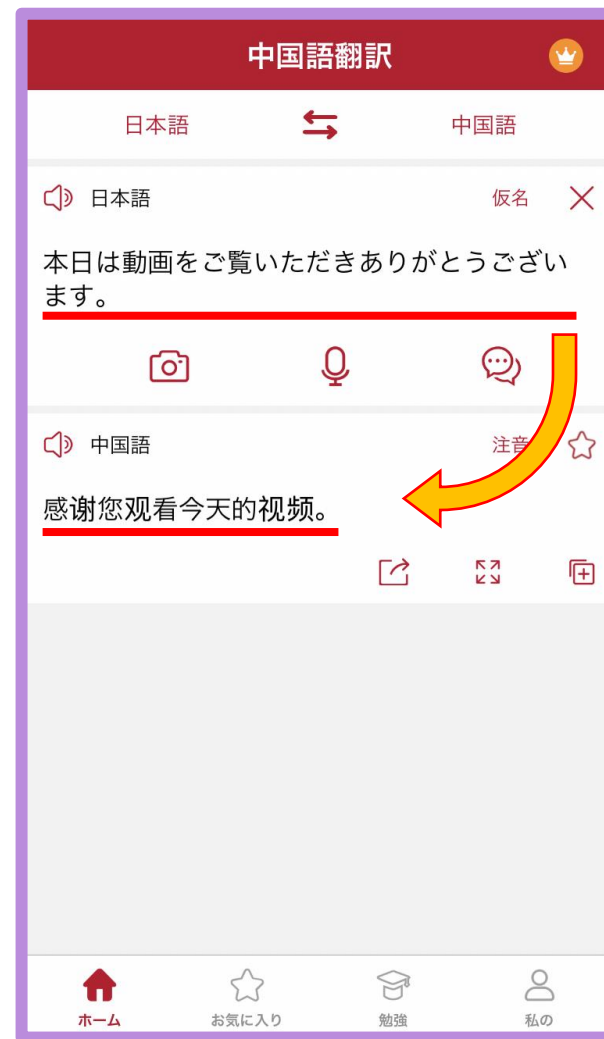 中国語翻訳
日本語 中国語
日本語 仮名
本日は動画をご覧いただきありがとうござい
ます。
中国語 注音
感谢您观看今天的视频。
ホーム お気に入り 勉強 私の